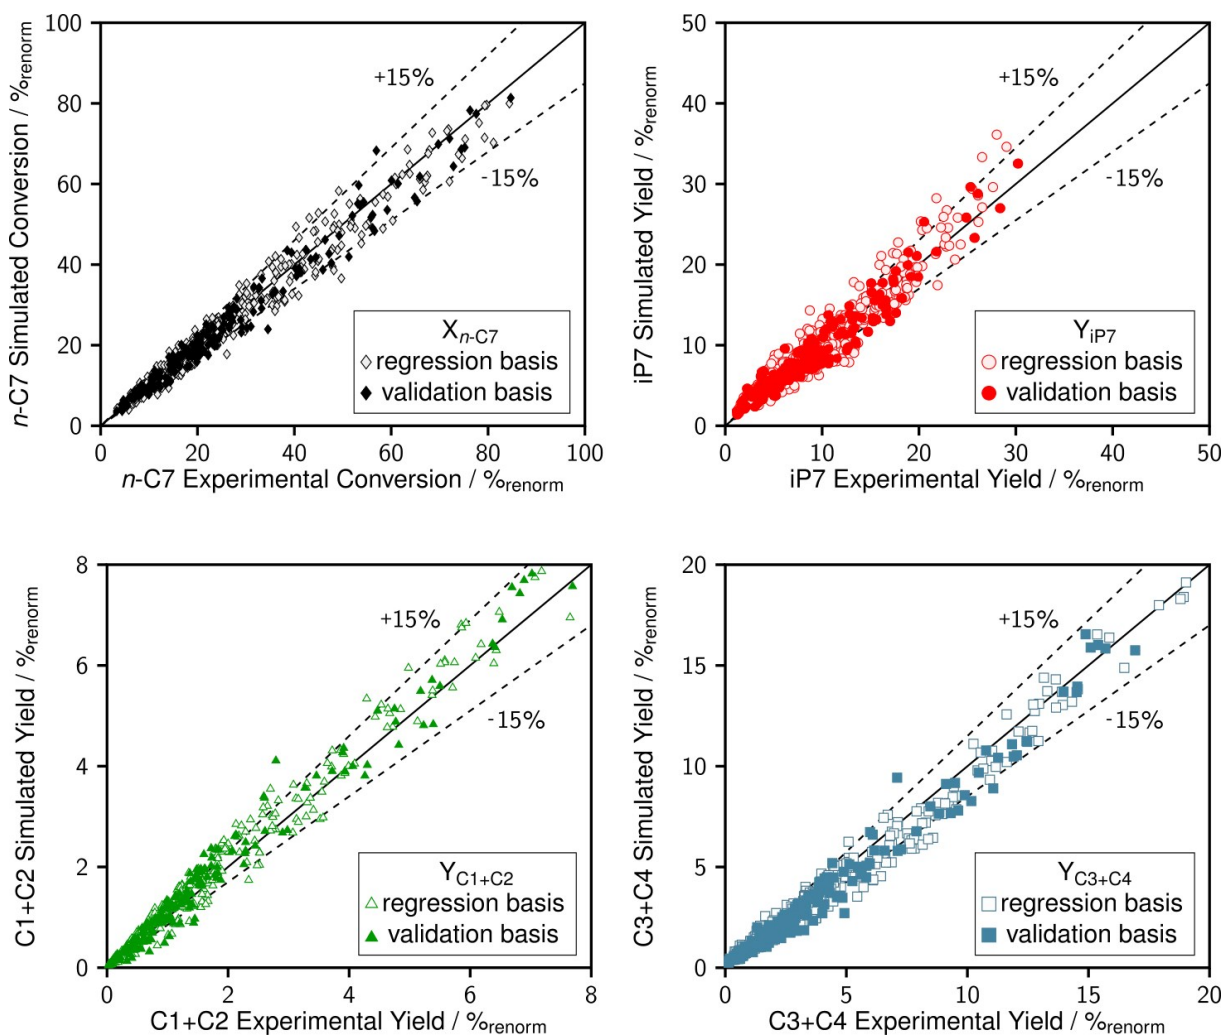 100
80
60
40
20
0
0 20 40 60 80 100
n-C7 Simulated Conversion / %renorm
n-C7 Experimental Conversion / %renorm
+15%
-15%
Xn-C7
regression basis
validation basis
50
40
30
20
10
0
0 10 20 30 40 50
iP7 Simulated Yield / %renorm
iP7 Experimental Yield / %renorm
+15%
-15%
YiP7
regression basis
validation basis
8
6
4
2
0
0 2 4 6 8
C1+C2 Simulated Yield / %renorm
C1+C2 Experimental Yield / %renorm
+15%
-15%
YC1+C2
regression basis
validation basis
20
15
10
5
0
0 5 10 15 20
C3+C4 Simulated Yield / %renorm
C3+C4 Experimental Yield / %renorm
+15%
-15%
YC3+C4
regression basis
validation basis